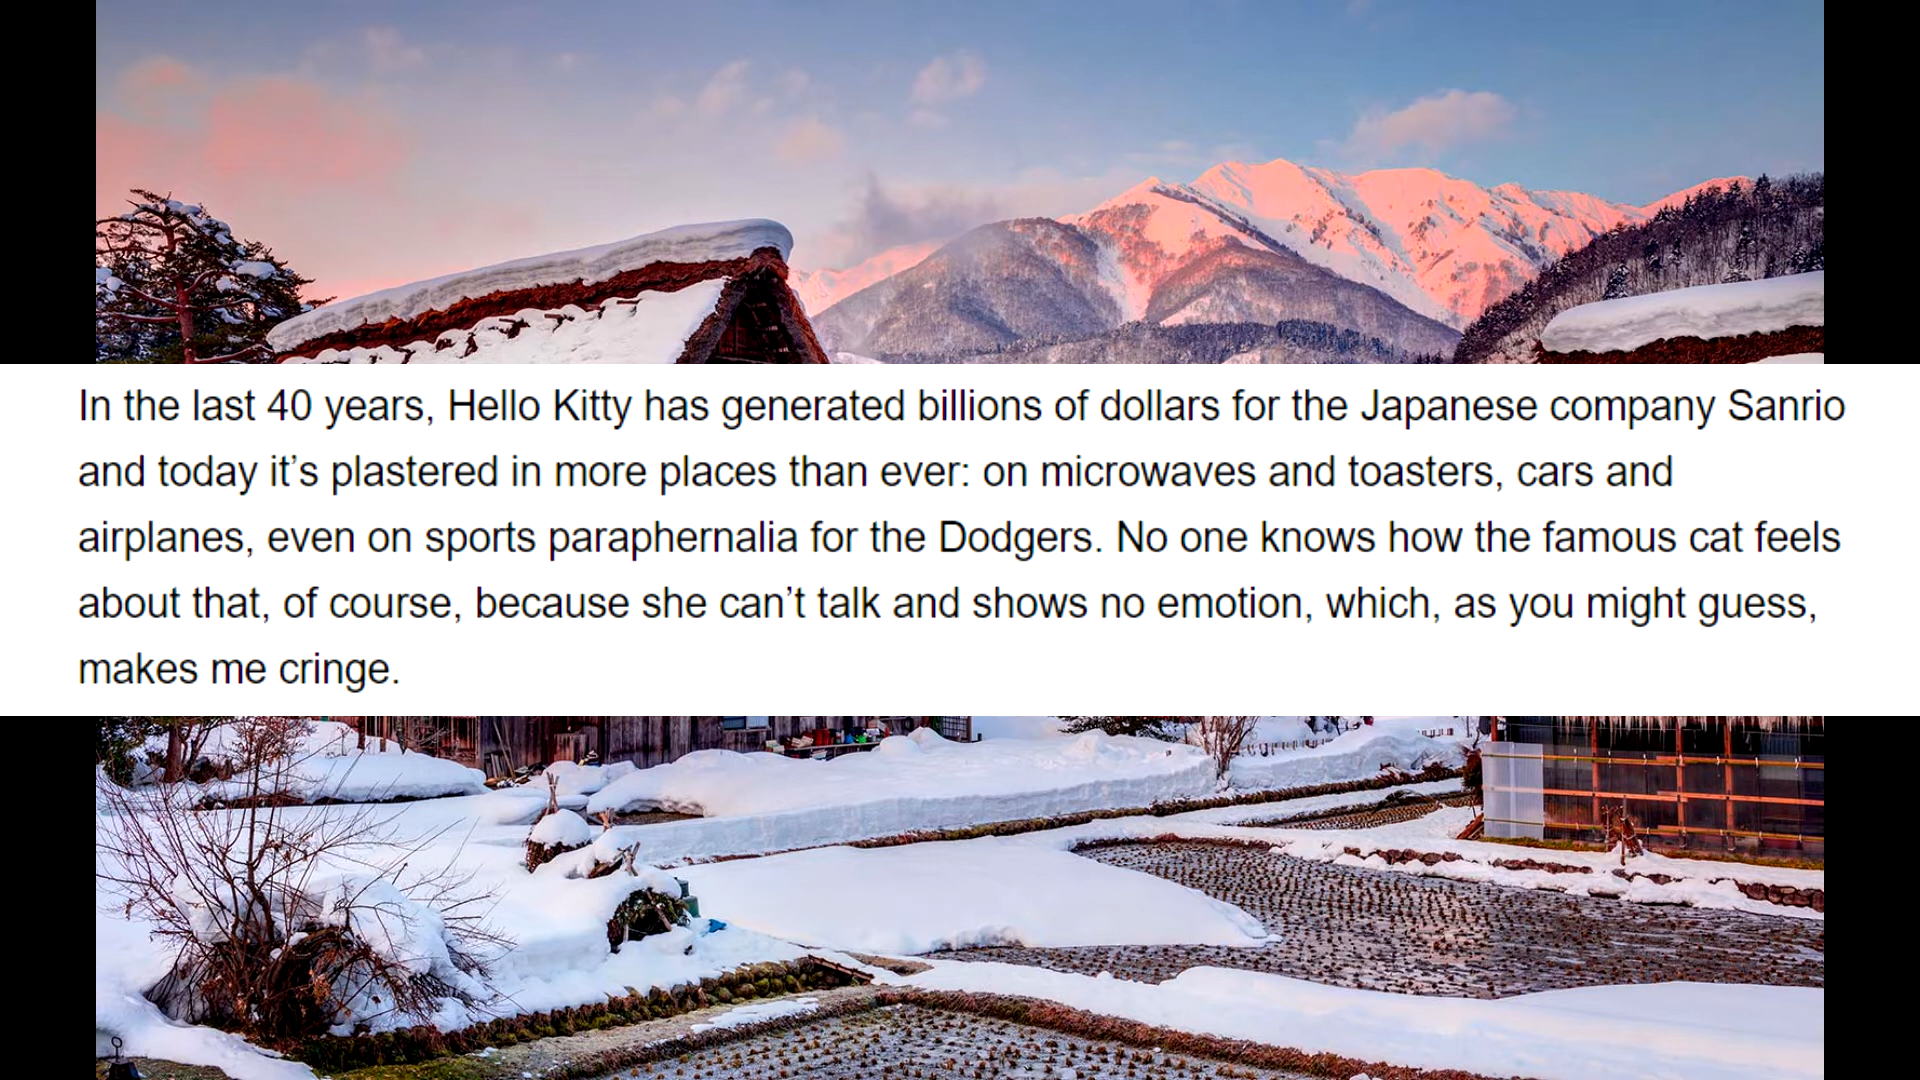 In the last 40 years, Hello Kitty has generated billions of dollars for the Japanese company Sanrio
and today it’s plastered in more places than ever: on microwaves and toasters, cars and
airplanes, even on sports paraphernalia for the Dodgers. No one knows how the famous cat feels
about that, of course, because she can’t talk and shows no emotion, which, as you might guess,
makes me cringe.